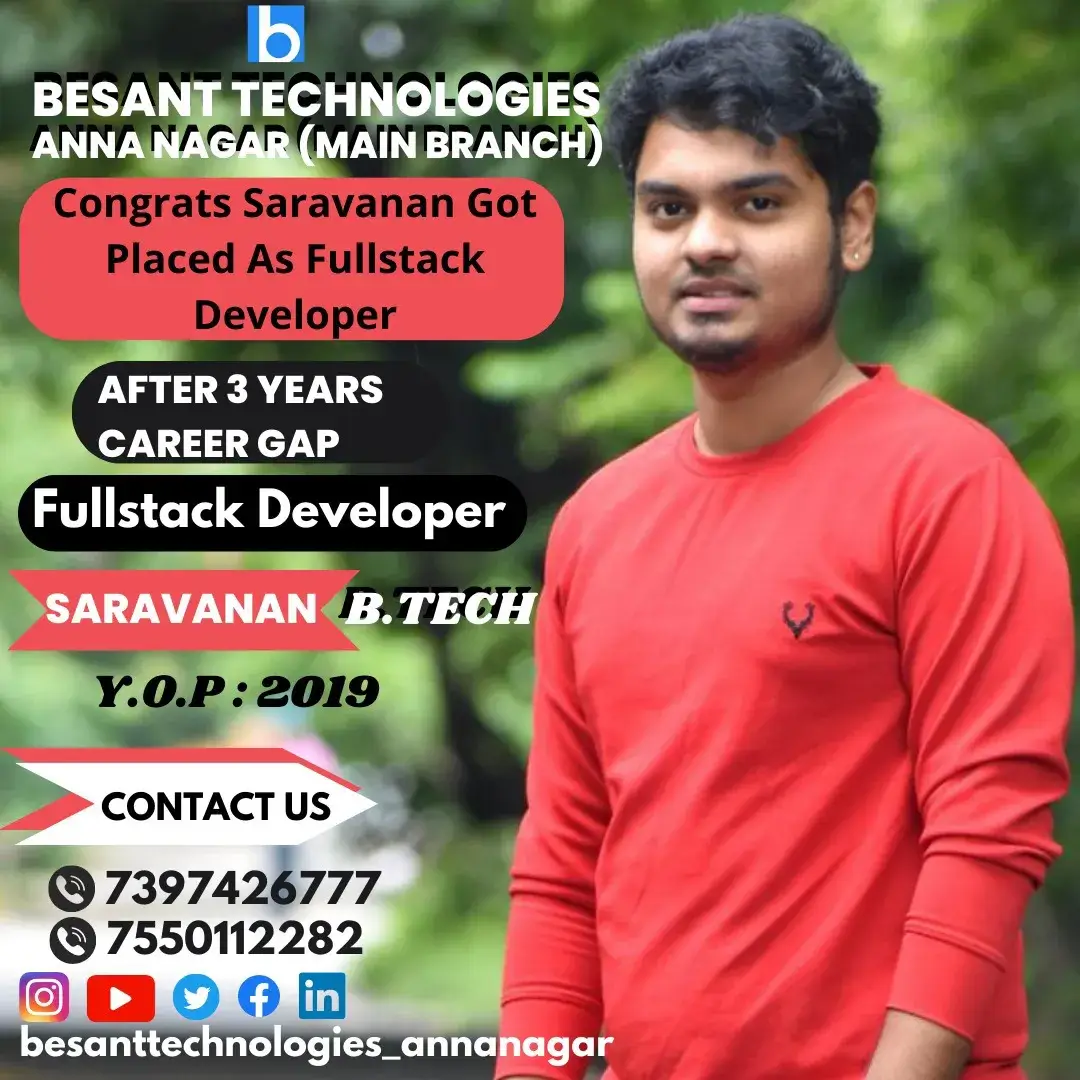 b
BESANT TECHNOLOGIES
ANNA NAGAR (MAIN BRANCH)
Congrats Saravanan Got
Placed As Fullstack
Developer
AFTER 3 YEARS
CAREER GAP
Fullstack Developer
SARAVANAN B.TECH
Y.O.P : 2019
CONTACT US
7397426777
7550112282
in
besanttechnologies_annanagar